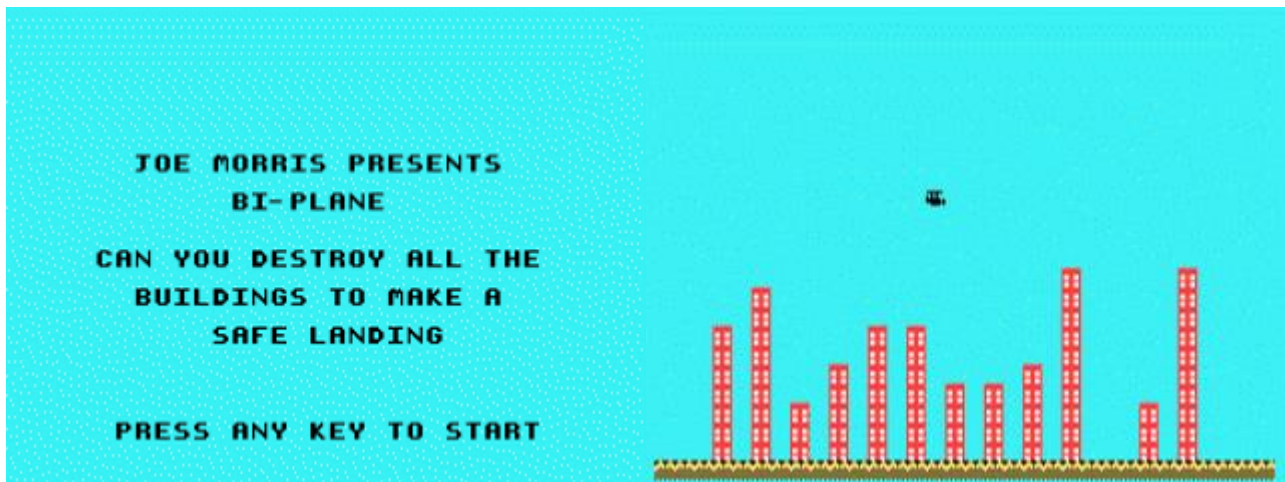 JOE MORRIS PRESENTS
BI-PLANE
CAN YOU DESTROY ALL THE
BUILDINGS TO MAKE A
SAFE LANDING
PRESS ANY KEY TO START